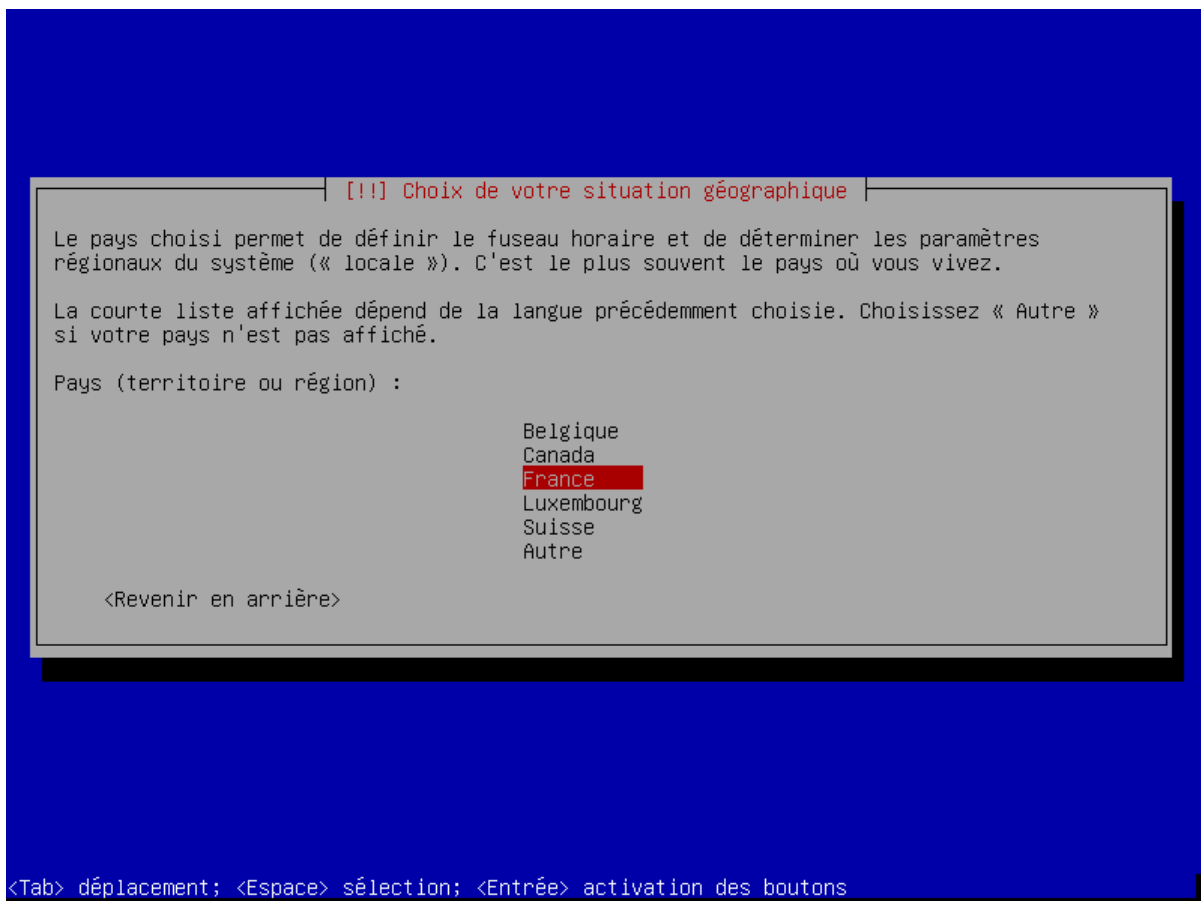 [!!] Choix de votre situation géographique
Le pays choisi permet de définir le fuseau horaire et de déterminer les paramètres
régionaux du système (« locale »). C'est le plus souvent le pays où vous vivez.
La courte liste affichée dépend de la langue précédemment choisie. Choisissez « Autre »
si votre pays n'est pas affiché.
Pays (territoire ou région) :
Belgique
Canada
France
Luxembourg
Suisse
Autre
<Revenir en arrière>
<Tab> déplacement; <Espace> sélection; <Entrée> activation des boutons